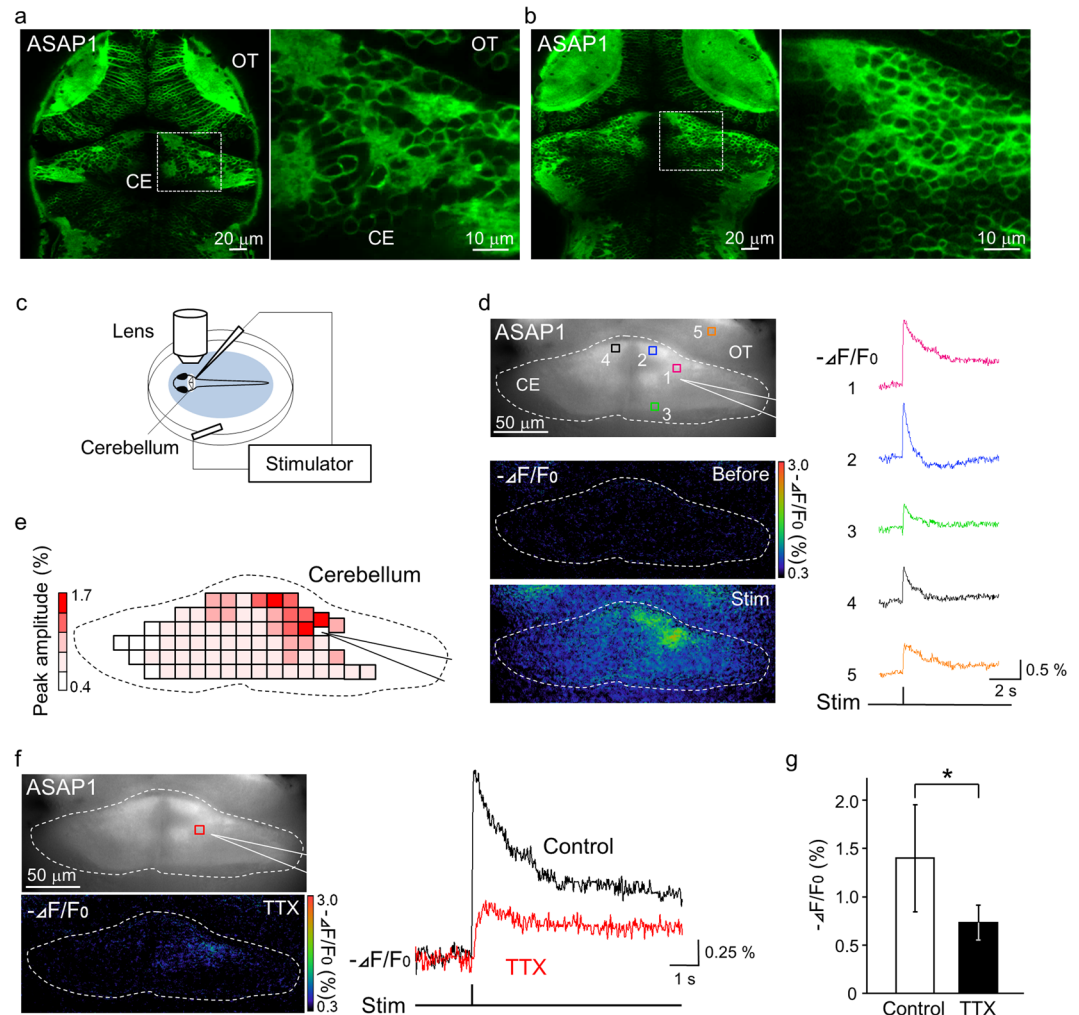 a
ASAP1
OT
CE
20 μm
OT
CE
10 μm
b
ASAP1
OT
CE
20 μm
10 μm
c
Lens
Cerebellum
Stimulator
d
ASAP1
5
OT
4
2
1
CE
3
50 μm
-⊿F/F0
Before
3.0
-⊿F/F0 (%)
0.3
Stim
-⊿F/F0
1
2
3
4
5
0.5 %
2 s
Stim
e
Peak amplitude (%)
1.7
0.4
Cerebellum
f
ASAP1
50 μm
-⊿F/F0
TTX
3.0
-⊿F/F0 (%)
0.3
Control
-⊿F/F0
TTX
0.25 %
1 s
Stim
g
*
-⊿F/F0 (%)
2.0
1.5
1.0
0.5
0
Control
TTX